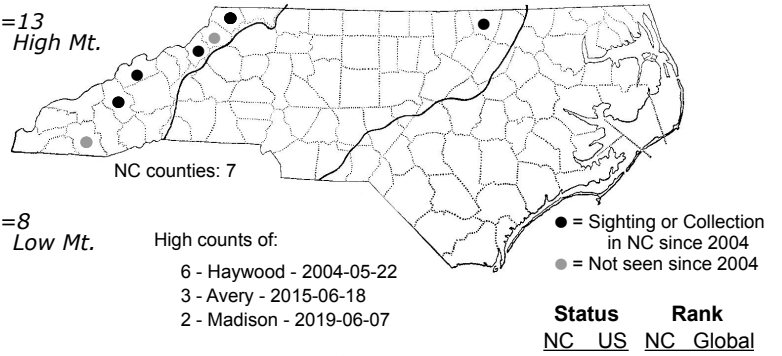 =13
High Mt.
NC counties: 7
=8
Low Mt.
High counts of:
6 - Haywood - 2004-05-22
3 - Avery - 2015-06-18
2 - Madison - 2019-06-07
● = Sighting or Collection
in NC since 2004
● = Not seen since 2004
Status Rank
NC US NC Global